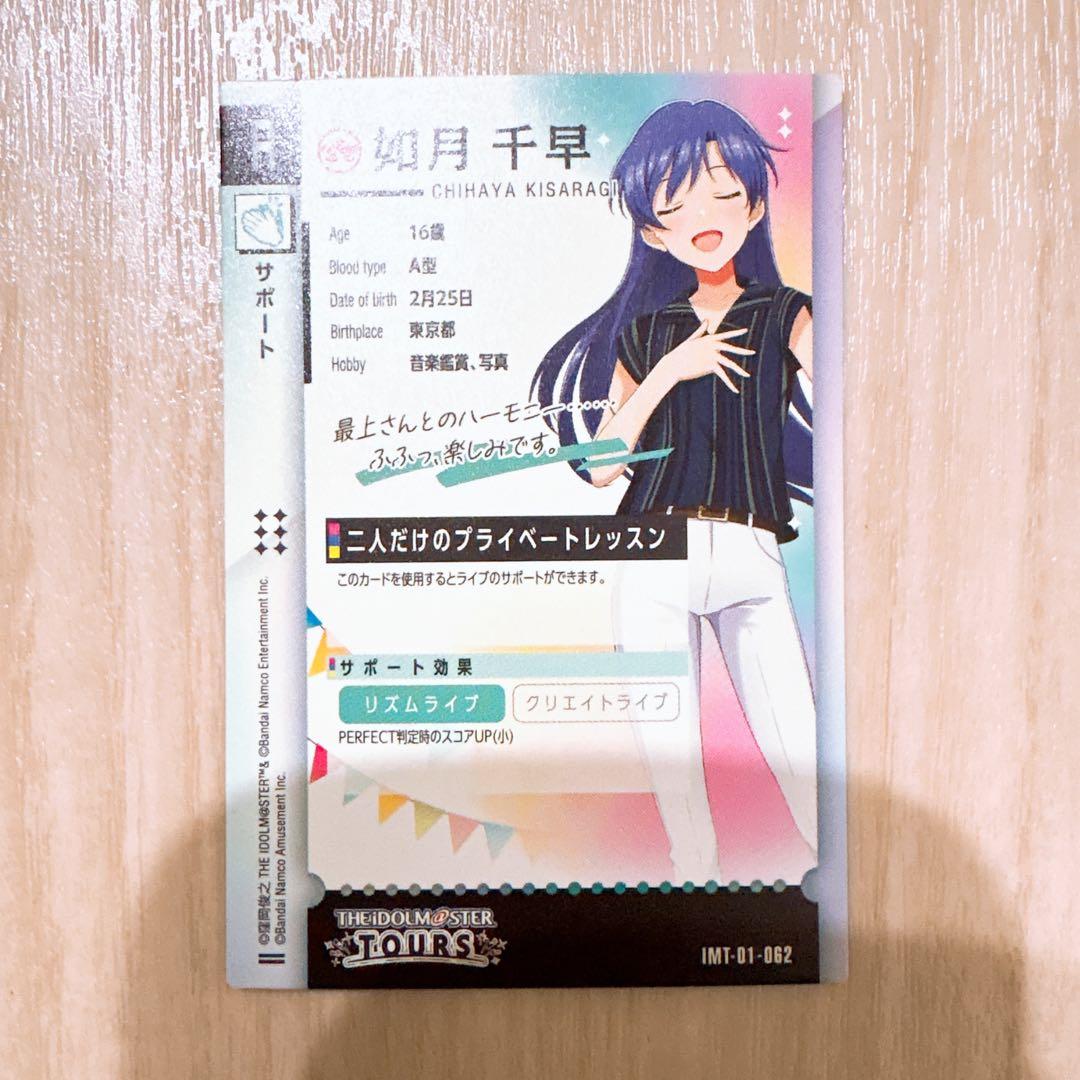 如月 千早
CHIHAYA KISARAGI
Age 16歳
Blood type A型
Date of birth 2月25日
Birthplace 東京都
Hobby 音楽鑑賞、写真
最上さんとのハーモニー……
ふふっ、楽しみです。
二人だけのプライベートレッスン
このカードを使用するとライブのサポートができます。
サポート効果
リズムライブ クリエイトライブ
PERFECT判定時のスコアUP(小)
THE IDOLM@STER
TOURS
IMT-01-062
サポート
©窪岡俊之 THE IDOLM@STER™& ©Bandai Namco Entertainment Inc.
©Bandai Namco Amusement Inc.